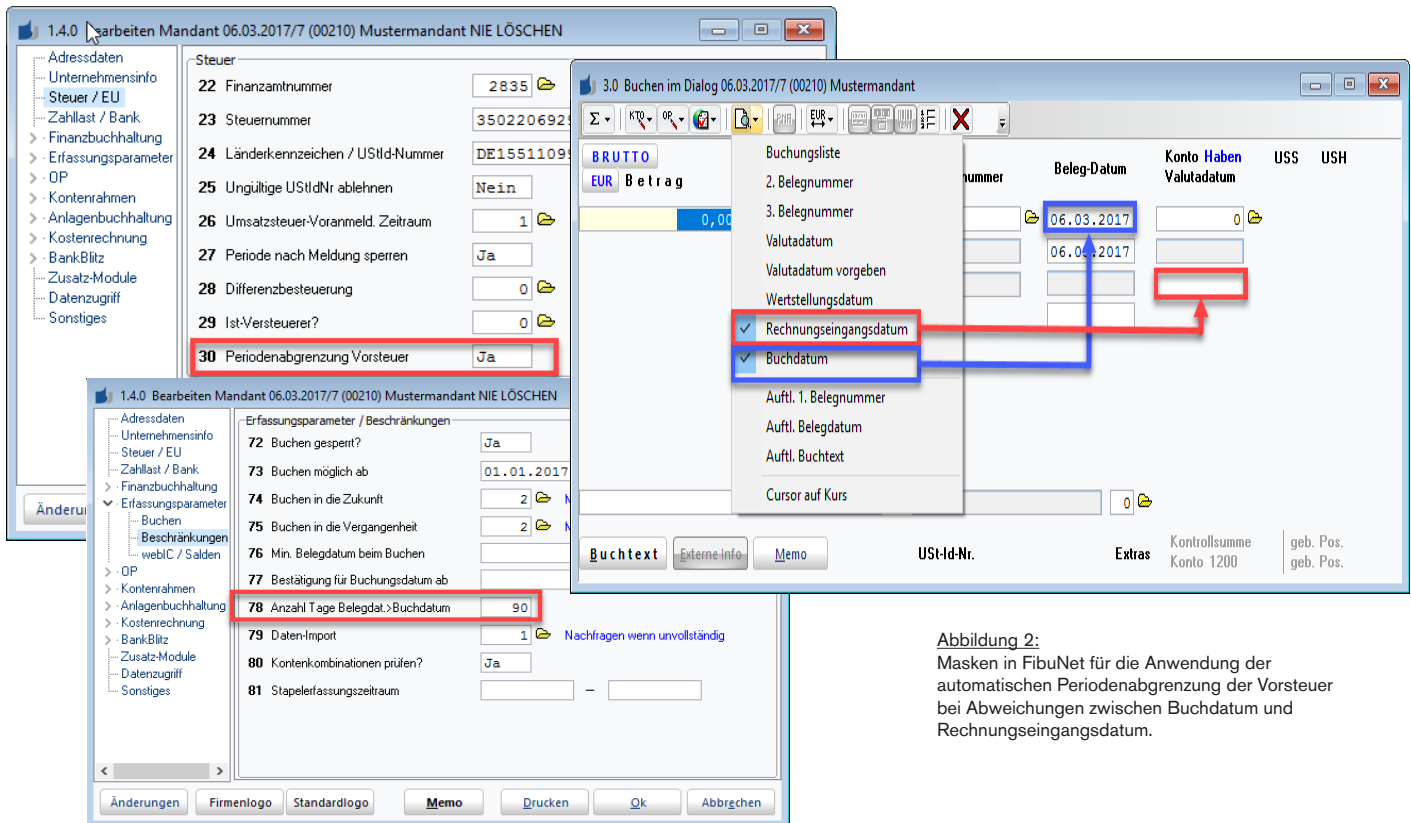 1.4.0 Bearbeiten Mandant 06.03.2017/7 (00210) Mustermandant NIE LÖSCHEN
Adressdaten
Unternehmensinfo
Steuer / EU
Zahllast / Bank
Finanzbuchhaltung
Erfassungsparameter
OP
Kontenrahmen
Anlagenbuchhaltung
Kostenrechnung
BankBlitz
Zusatz-Module
Datenzugriff
Sonstiges
Steuer
22 Finanzamtnummer 2835
23 Steuernummer 3502206929
24 Länderkennzeichen / UStId-Nummer
25 Ungültige UStIdNr ablehnen Nein
26 Umsatzsteuer-Voranmeld. Zeitraum 1
27 Periode nach Meldung sperren Ja
28 Differenzbesteuerung 0
29 Ist-Versteuerer? 0
30 Periodenabgrenzung Vorsteuer Ja
3.0 Buchen im Dialog 06.03.2017/7 (00210) Mustermandant
Σ KTO OP PNR EUR
BRUTTO
EUR Betrag
ummer
Beleg-Datum
Konto Haben
Valutadatum
USS USH
0,00
06.03.2017
0
06.03.2017
Buchungsliste
2. Belegnummer
3. Belegnummer
Valutadatum
Valutadatum vorgeben
Wertstellungsdatum
Rechnungseingangsdatum
Buchdatum
Auftl. 1. Belegnummer
Auftl. Belegdatum
Auftl. Buchtext
Cursor auf Kurs
0
Buchtext Externe Info Memo USt-Id-Nr. Extras
Kontrollsumme geb. Pos.
Konto 1200 geb. Pos.
Änderu
1.4.0 Bearbeiten Mandant 06.03.2017/7 (00210) Mustermandant NIE LÖSCHEN
Adressdaten
Unternehmensinfo
Steuer / EU
Zahllast / Bank
Finanzbuchhaltung
Erfassungsparameter
Buchen
Beschränkungen
webIC / Salden
OP
Kontenrahmen
Anlagenbuchhaltung
Kostenrechnung
BankBlitz
Zusatz-Module
Datenzugriff
Sonstiges
Erfassungsparameter / Beschränkungen
72 Buchen gesperrt? Ja
73 Buchen möglich ab 01.01.2017
74 Buchen in die Zukunft 2
75 Buchen in die Vergangenheit 2
76 Min. Belegdatum beim Buchen
77 Bestätigung für Buchungsdatum ab
78 Anzahl Tage Belegdat.>Buchdatum 90
79 Daten-Import 1 Nachfragen wenn unvollständig
80 Kontenkombinationen prüfen? Ja
81 Stapelerfassungszeitraum –
Änderungen Firmenlogo Standardlogo Memo Drucken Ok Abbrechen
Abbildung 2:
Masken in FibuNet für die Anwendung der
automatischen Periodenabgrenzung der Vorsteuer
bei Abweichungen zwischen Buchdatum und
Rechnungseingangsdatum.